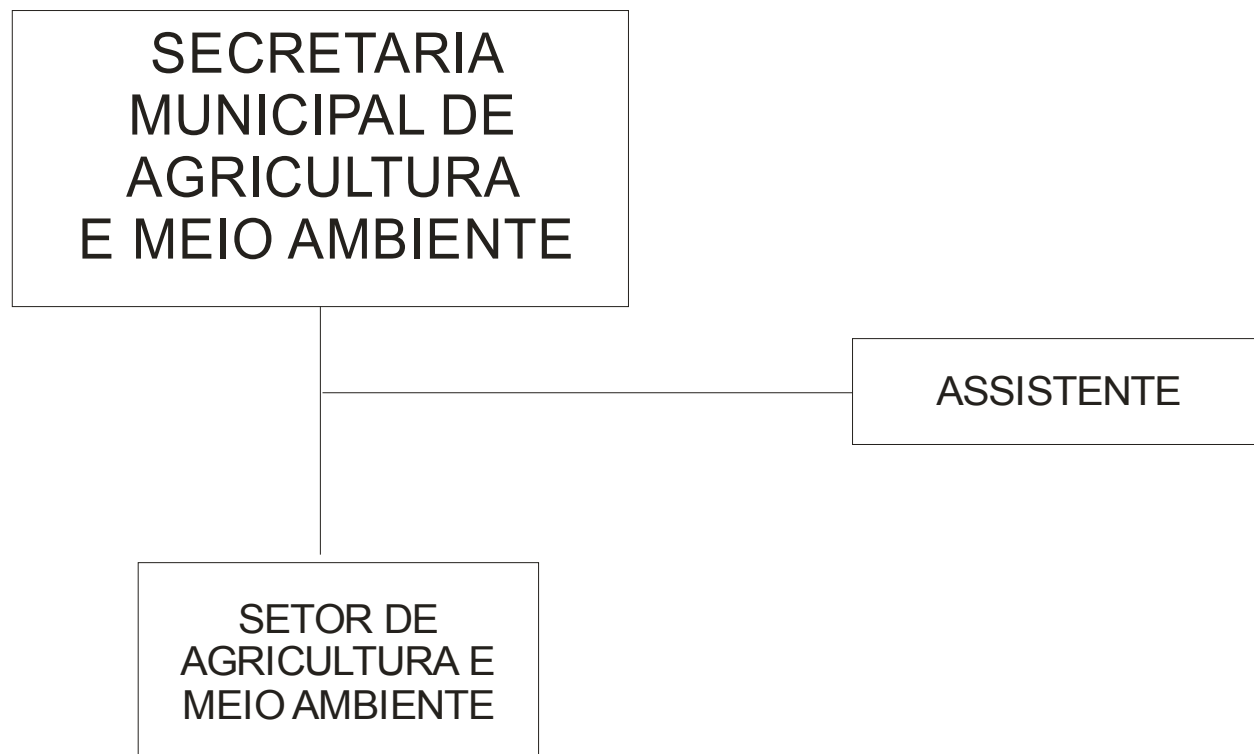 SECRETARIA
MUNICIPAL DE
AGRICULTURA
E MEIO AMBIENTE
ASSISTENTE
SETOR DE
AGRICULTURA E
MEIO AMBIENTE